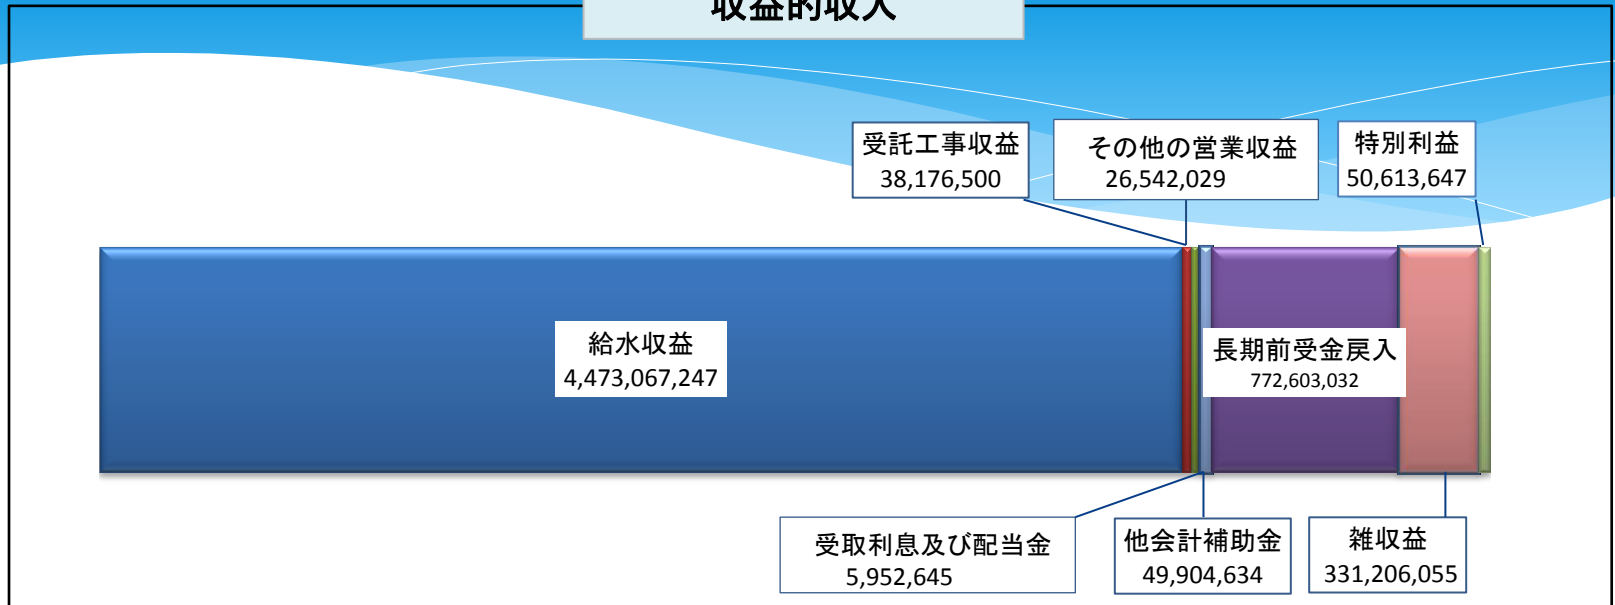 収益的収入
受託工事収益
38,176,500
その他の営業収益
26,542,029
特別利益
50,613,647
給水収益
4,473,067,247
長期前受金戻入
772,603,032
受取利息及び配当金
5,952,645
他会計補助金
49,904,634
雑収益
331,206,055